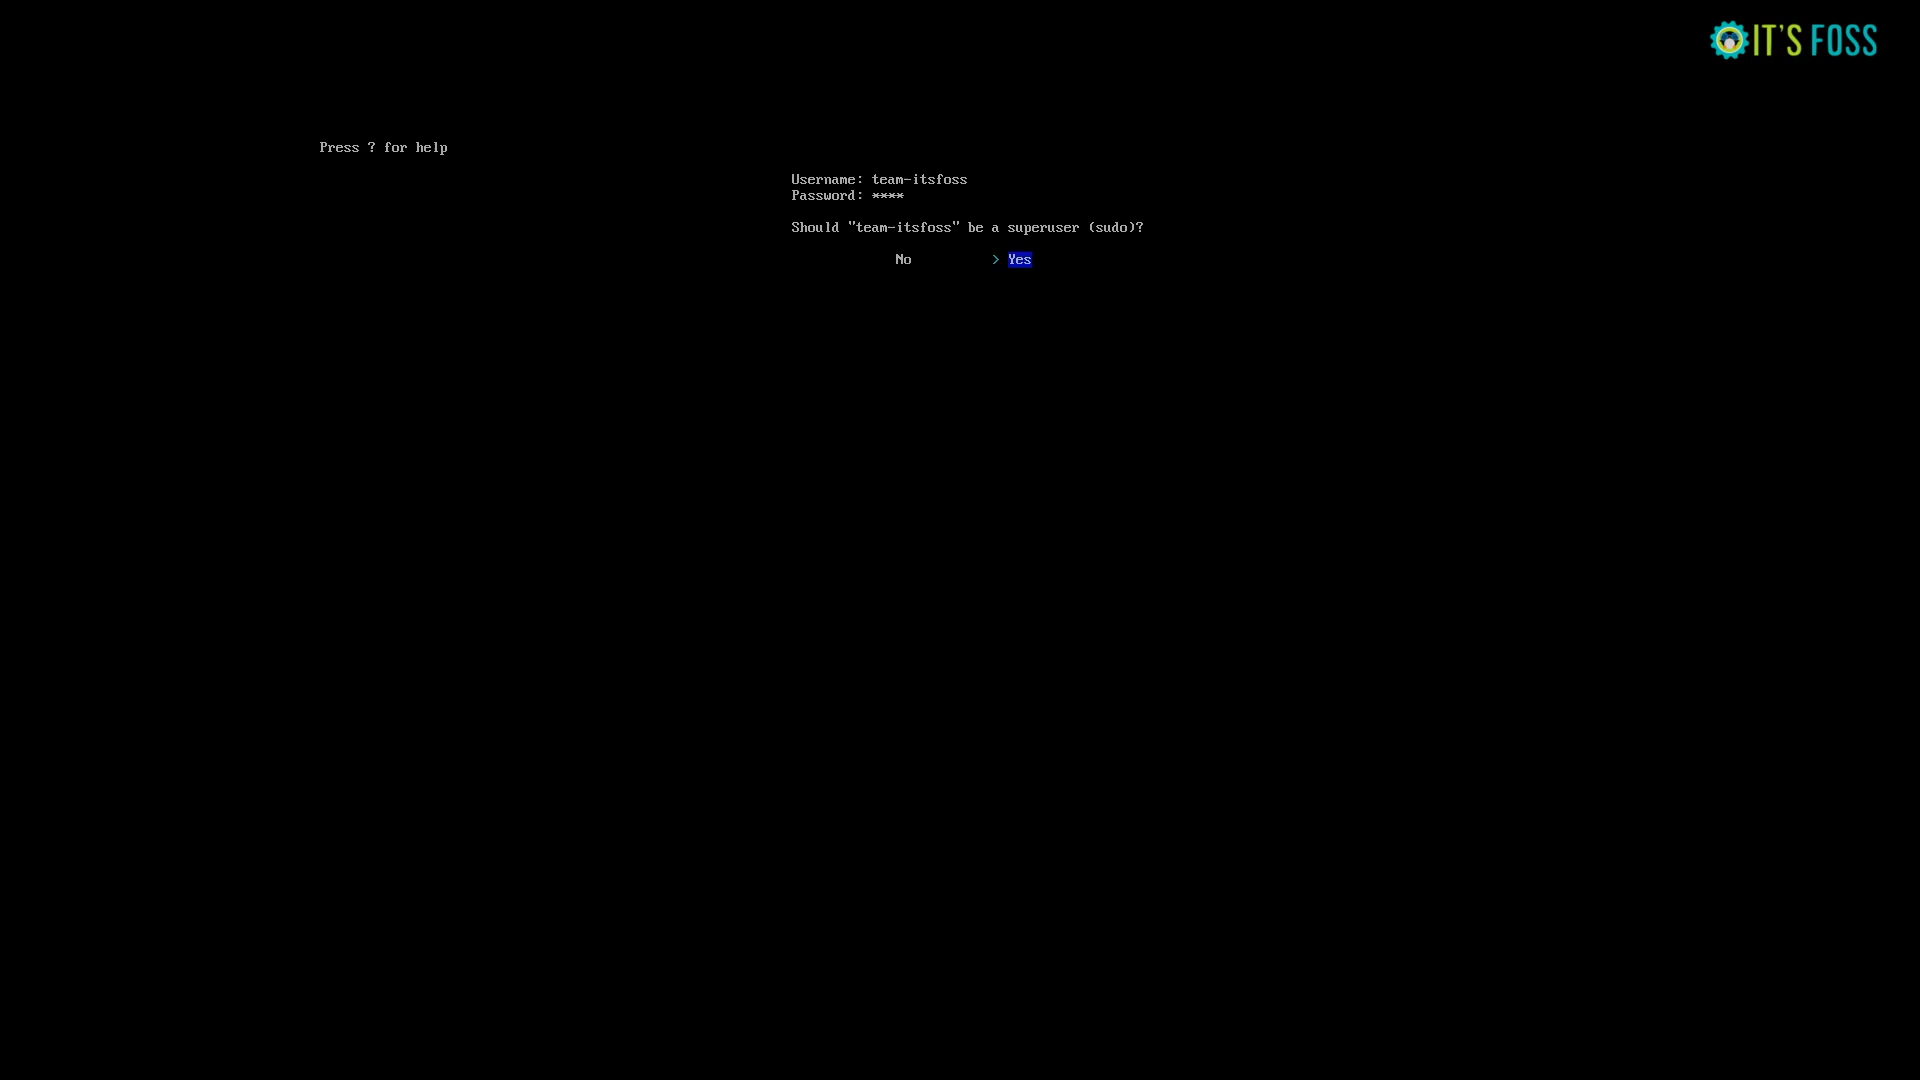 IT'S FOSS
Press ? for help
Username: team-itsfoss
Password: ****
Should "team-itsfoss" be a superuser (sudo)?
No > Yes